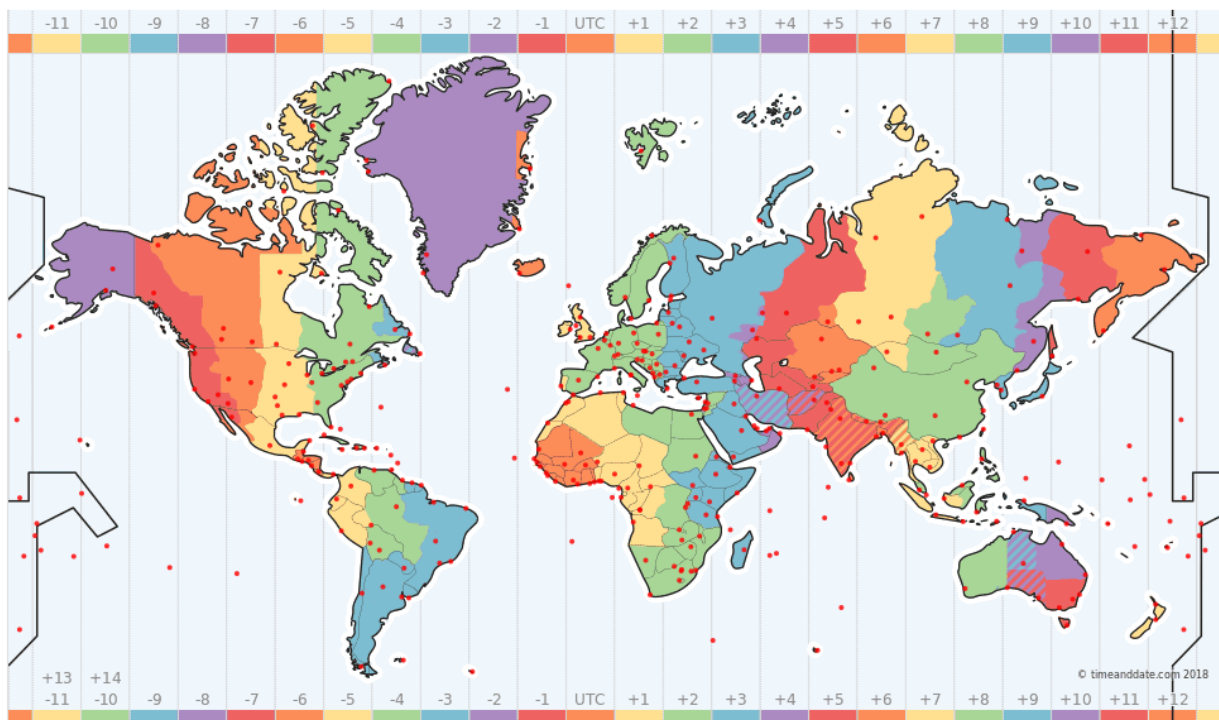 -11 -10 -9 -8 -7 -6 -5 -4 -3 -2 -1 UTC +1 +2 +3 +4 +5 +6 +7 +8 +9 +10 +11 +12
© timeanddate.com 2018
+13 +14
-11 -10 -9 -8 -7 -6 -5 -4 -3 -2 -1 UTC +1 +2 +3 +4 +5 +6 +7 +8 +9 +10 +11 +12